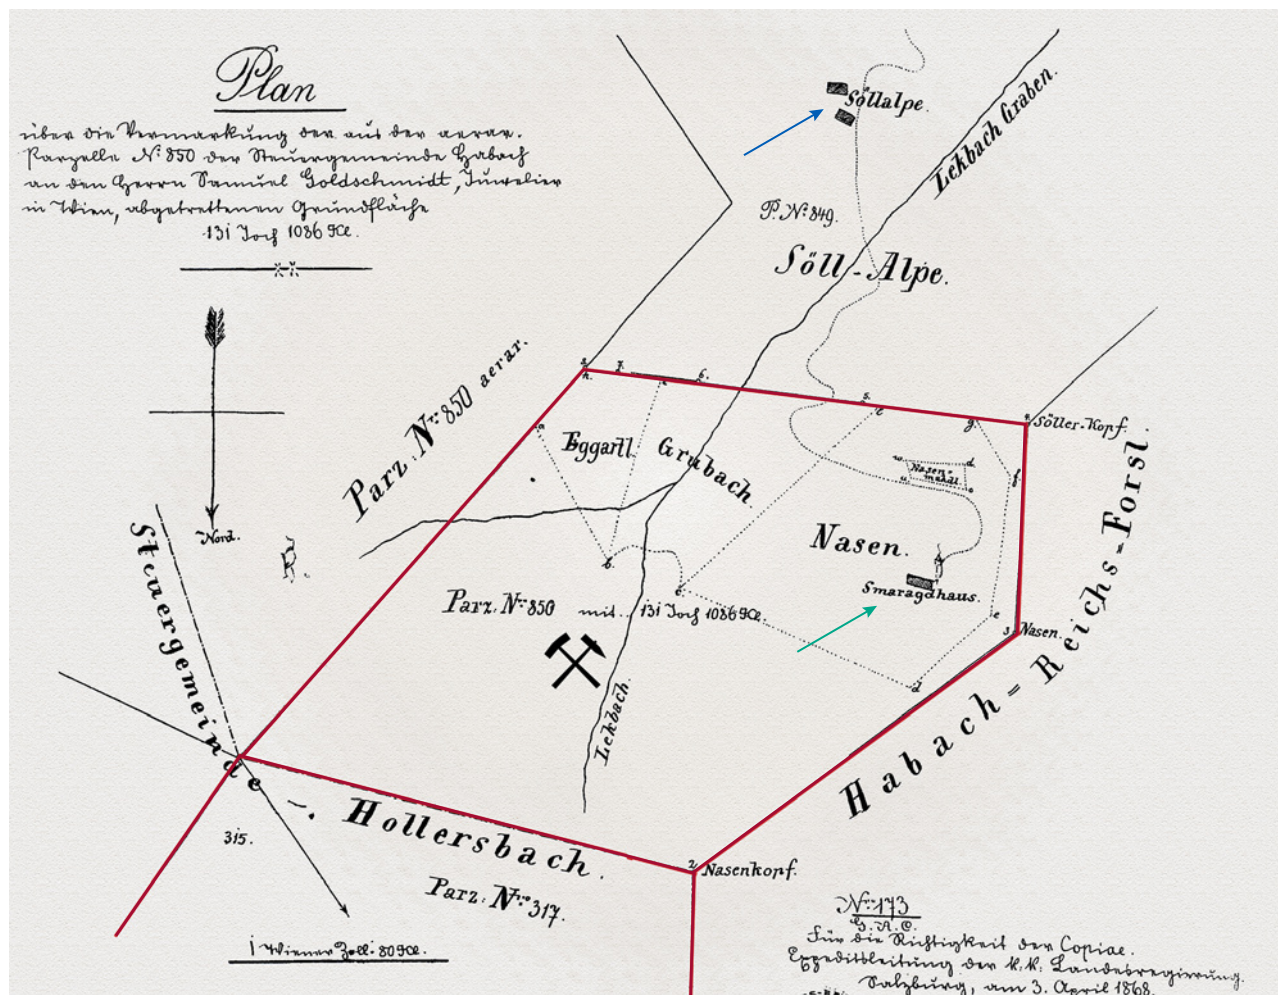 Plan
über die Vermarkung der aus der aerar.
Parzelle Nº 850 der Steuergemeinde Habach
an den Herrn Samuel Goldschmidt, Juwelier
in Wien, abgetrettenen Grundfläche
131 Joch 1086
Nord.
Söllalpe.
Lekbach Graben.
P. Nº 849.
Söll-Alpe.
Parz. Nº 850 aerar.
Söller-Kopf.
Eggartl.
Grubach.
Nasen.
Smaragdhaus.
Parz. Nº 850 mit 131 Joch 1086
Nasen.
Lekbach.
Habach=Reichs=Forst.
Steuergemeinde
Hollersbach.
315.
Parz. Nº 317.
Nasenkopf.
1 Wiener Zoll = 80
Nº 173
Für die Richtigkeit der Copiae.
Expeditsleitung der k.k. Landesregierung.
Salzburg, am 3. April 1868.